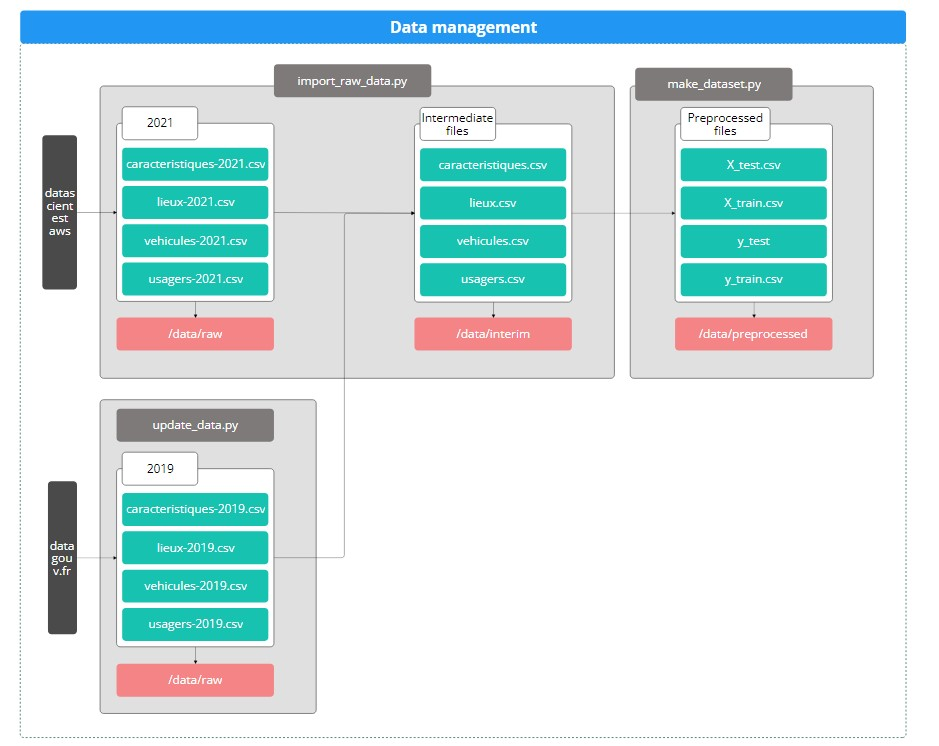 Data management
import_raw_data.py
make_dataset.py
2021
caracteristiques-2021.csv
lieux-2021.csv
vehicules-2021.csv
usagers-2021.csv
/data/raw
Intermediate
files
caracteristiques.csv
lieux.csv
vehicules.csv
usagers.csv
/data/interim
Preprocessed
files
X_test.csv
X_train.csv
y_test
y_train.csv
/data/preprocessed
datas
cient
est
aws
update_data.py
2019
caracteristiques-2019.csv
lieux-2019.csv
vehicules-2019.csv
usagers-2019.csv
/data/raw
data
gou
v.fr